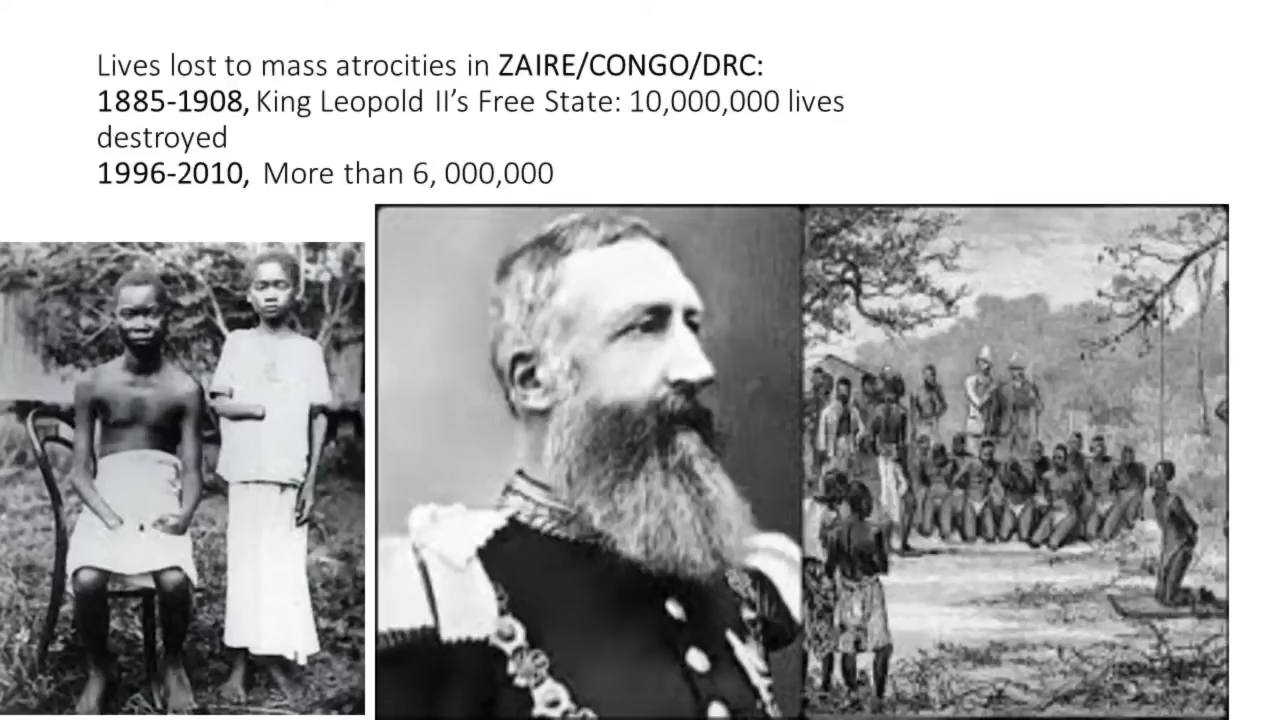 Lives lost to mass atrocities in ZAIRE/CONGO/DRC:
1885-1908, King Leopold II’s Free State: 10,000,000 lives
destroyed
1996-2010, More than 6, 000,000